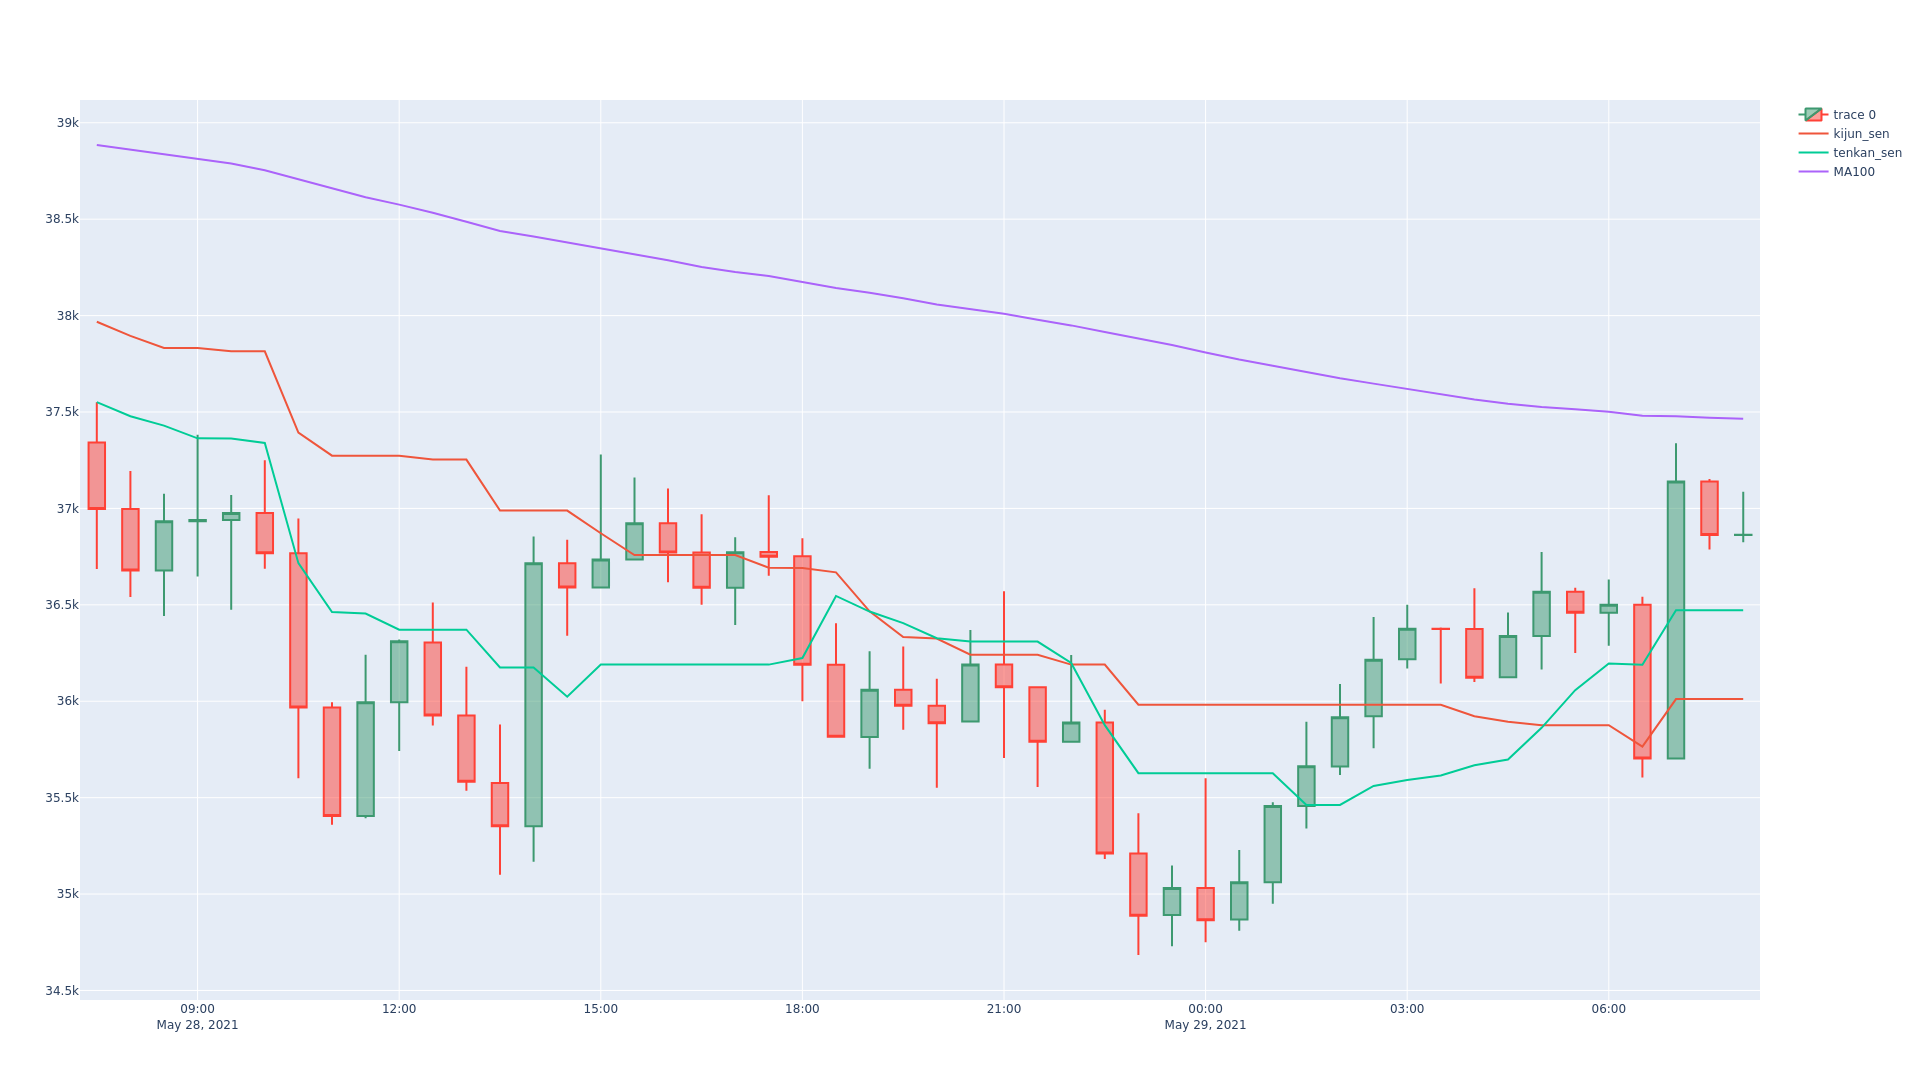 39k
38.5k
38k
37.5k
37k
36.5k
36k
35.5k
35k
34.5k
09:00
May 28, 2021
12:00
15:00
18:00
21:00
00:00
May 29, 2021
03:00
06:00
trace 0
kijun_sen
tenkan_sen
MA100